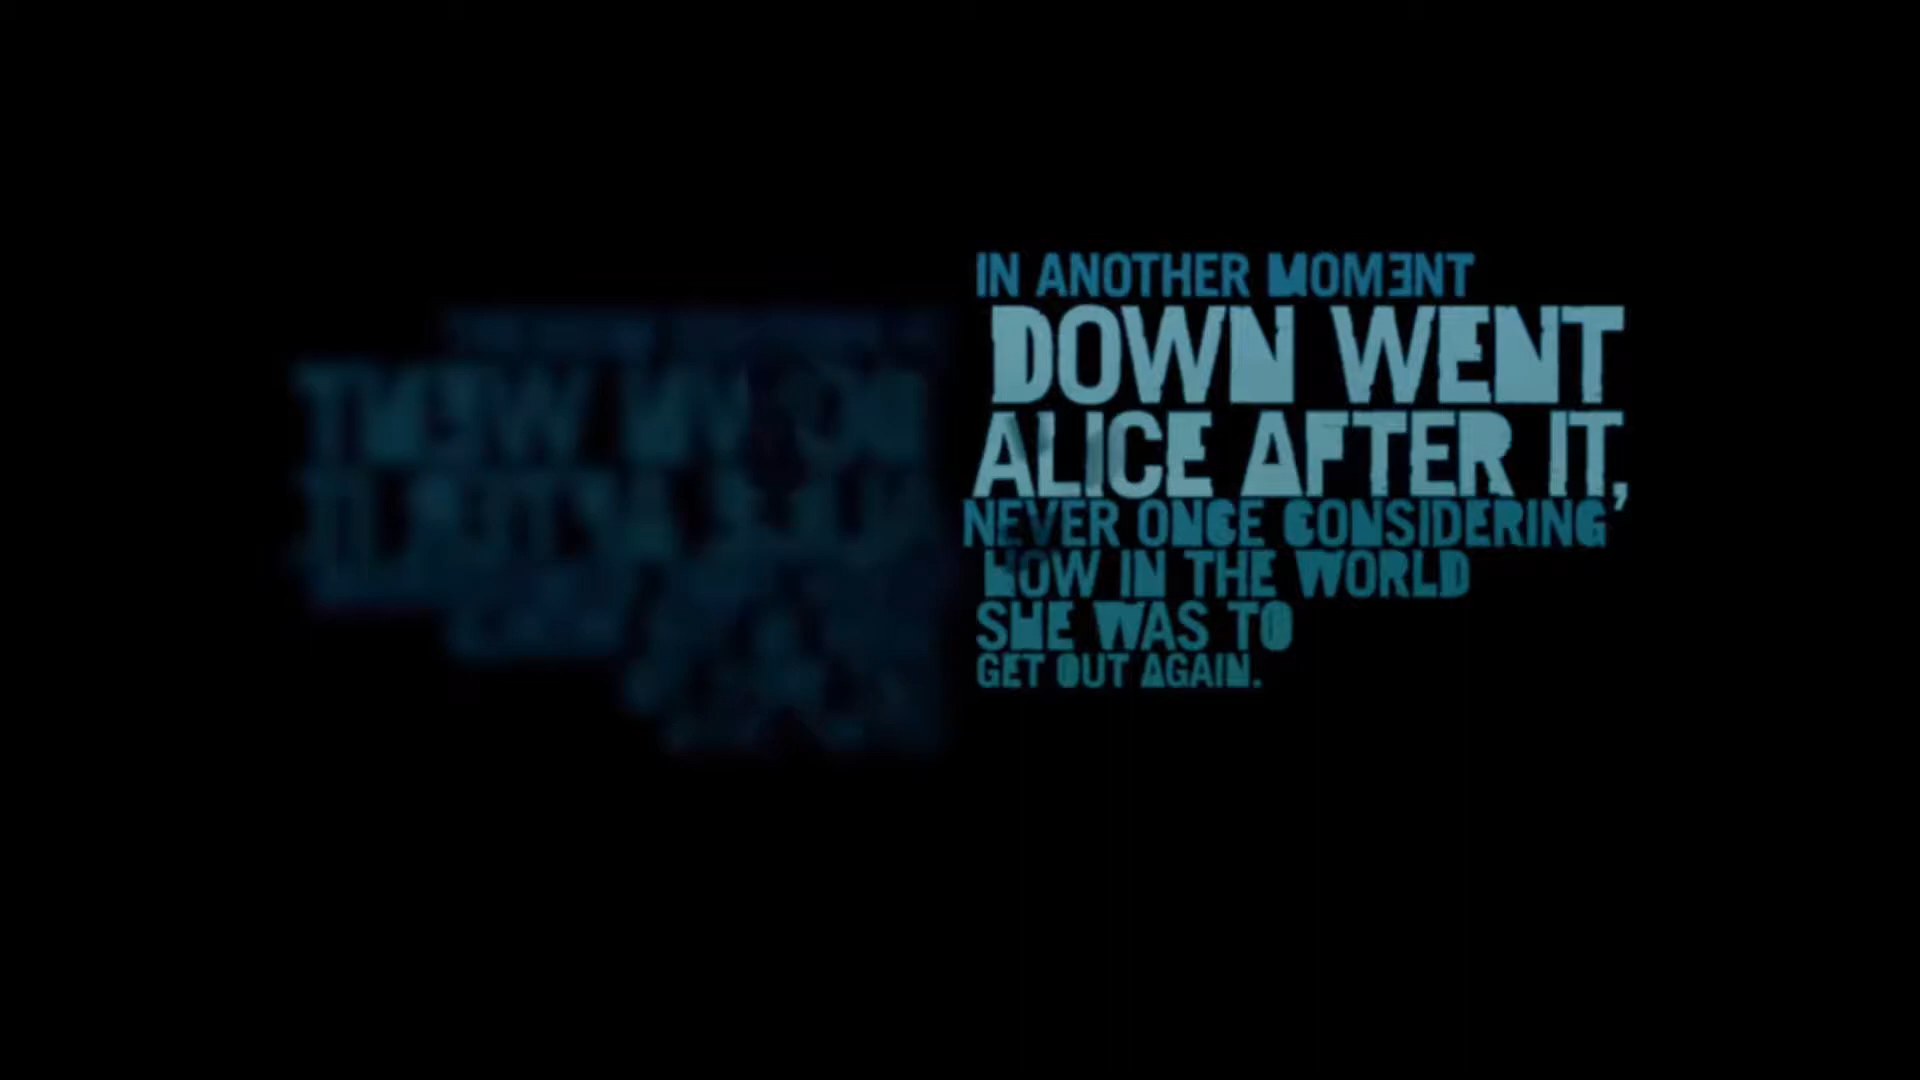 IN ANOTHER MOMENT
DOWN WENT
ALICE AFTER IT,
NEVER ONCE CONSIDERING
HOW IN THE WORLD
SHE WAS TO
GET OUT AGAIN.